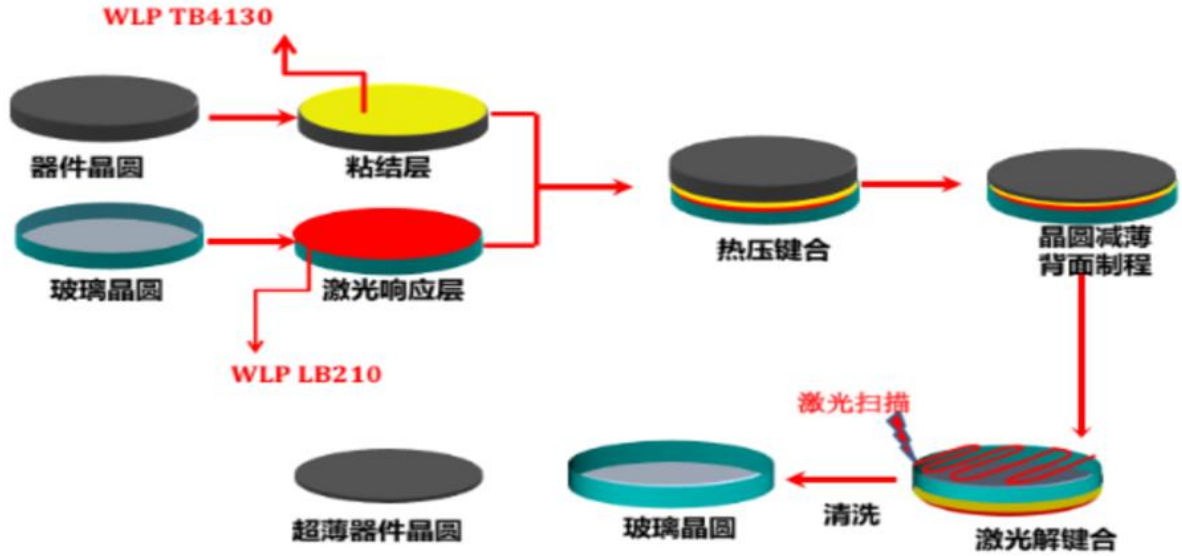 WLP TB4130
器件晶圆
粘结层
玻璃晶圆
激光响应层
WLP LB210
热压键合
晶圆减薄
背面制程
激光扫描
激光解键合
清洗
玻璃晶圆
超薄器件晶圆